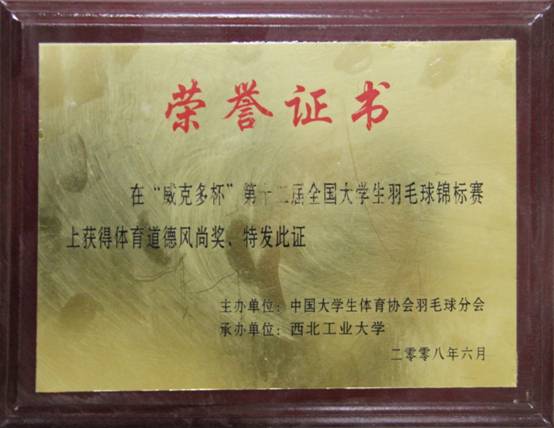 荣誉证书
在“威克多杯”第十二届全国大学生羽毛球锦标赛
上获得体育道德风尚奖、特发此证
主办单位：中国大学生体育协会羽毛球分会
承办单位：西北工业大学
二零零八年六月